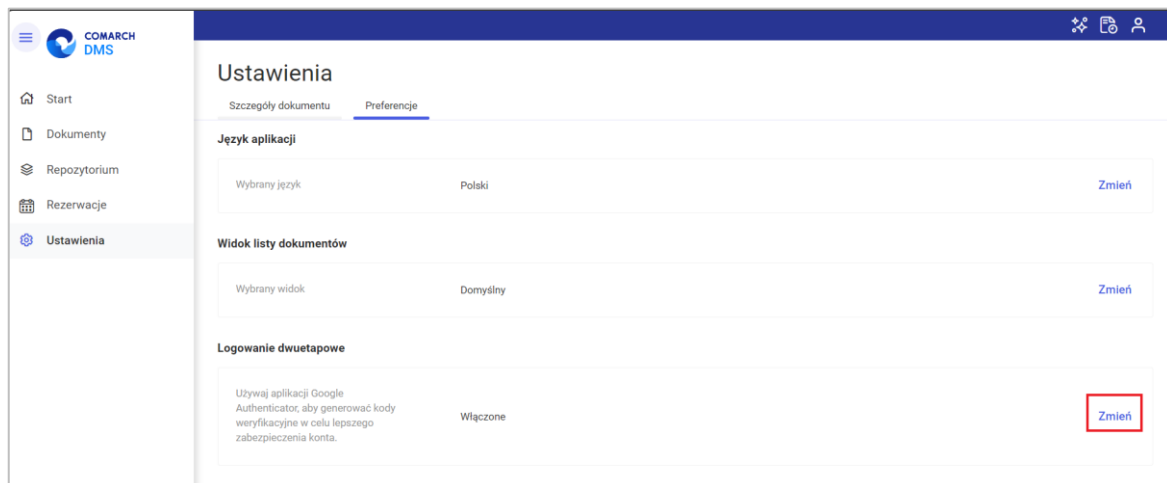 COMARCH
DMS
Start
Dokumenty
Repozytorium
Rezerwacje
Ustawienia
Ustawienia
Szczegóły dokumentu Preferencje
Język aplikacji
Wybrany język Polski Zmień
Widok listy dokumentów
Wybrany widok Domyślny Zmień
Logowanie dwuetapowe
Używaj aplikacji Google
Authenticator, aby generować kody
weryfikacyjne w celu lepszego
zabezpieczenia konta.
Włączone Zmień